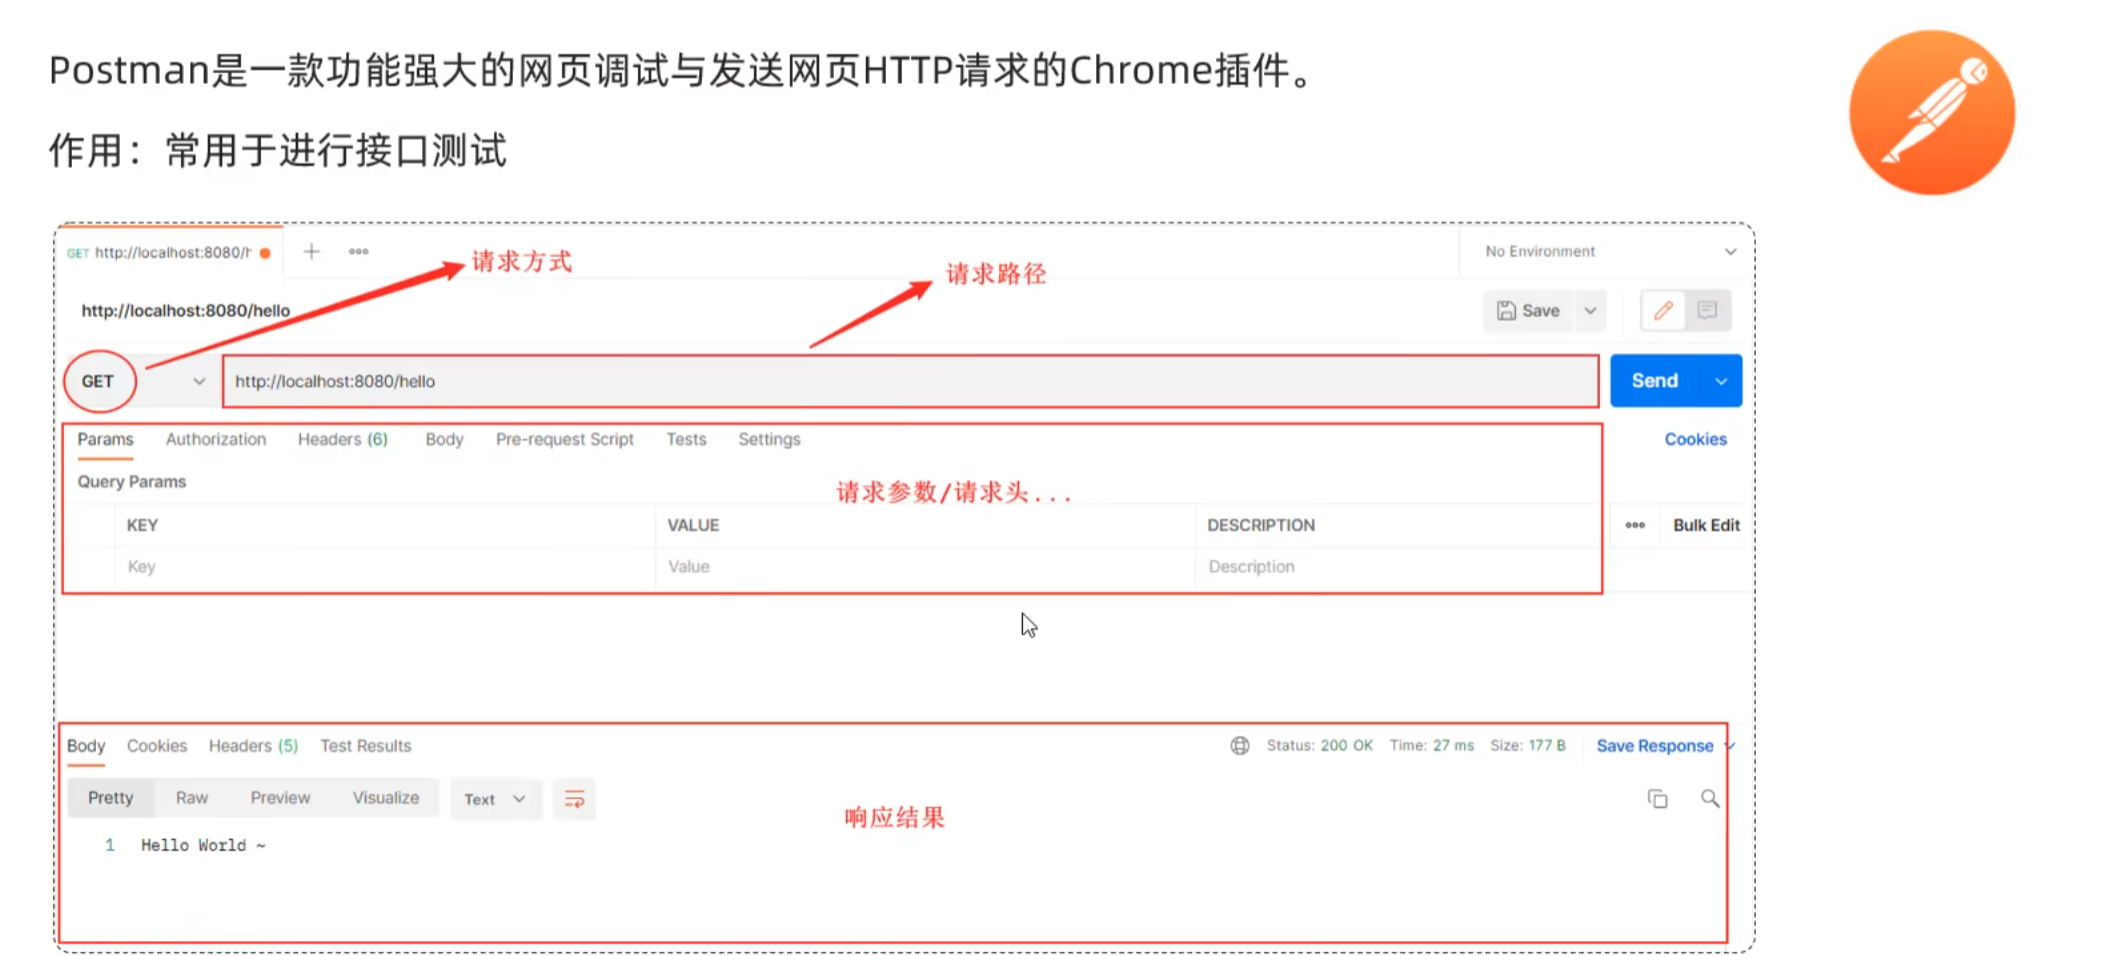 Postman是一款功能强大的网页调试与发送网页HTTP请求的Chrome插件。
作用：常用于进行接口测试
GET http://localhost:8080/h
No Environment
请求方式
请求路径
http://localhost:8080/hello
Save
GET
http://localhost:8080/hello
Send
Params Authorization Headers (6) Body Pre-request Script Tests Settings
Cookies
Query Params
请求参数/请求头...
KEY VALUE DESCRIPTION
Bulk Edit
Key Value Description
Body Cookies Headers (5) Test Results
Status: 200 OK Time: 27 ms Size: 177 B Save Response
Pretty Raw Preview Visualize Text
响应结果
1 Hello World ~